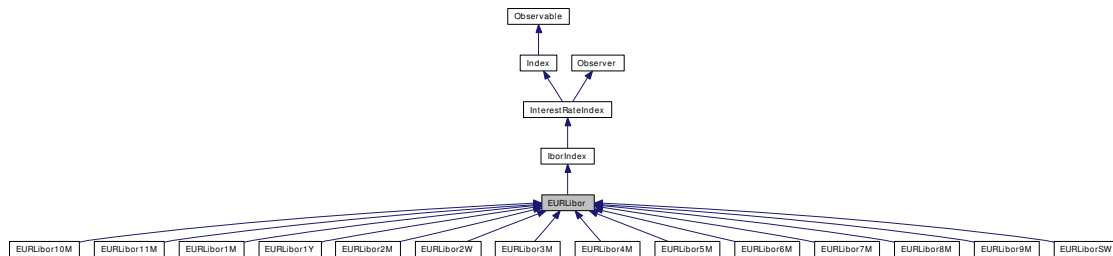 Observable
Index
Observer
InterestRateIndex
IborIndex
EURLibor
EURLibor10M
EURLibor11M
EURLibor1M
EURLibor1Y
EURLibor2M
EURLibor2W
EURLibor3M
EURLibor4M
EURLibor5M
EURLibor6M
EURLibor7M
EURLibor8M
EURLibor9M
EURLiborSW